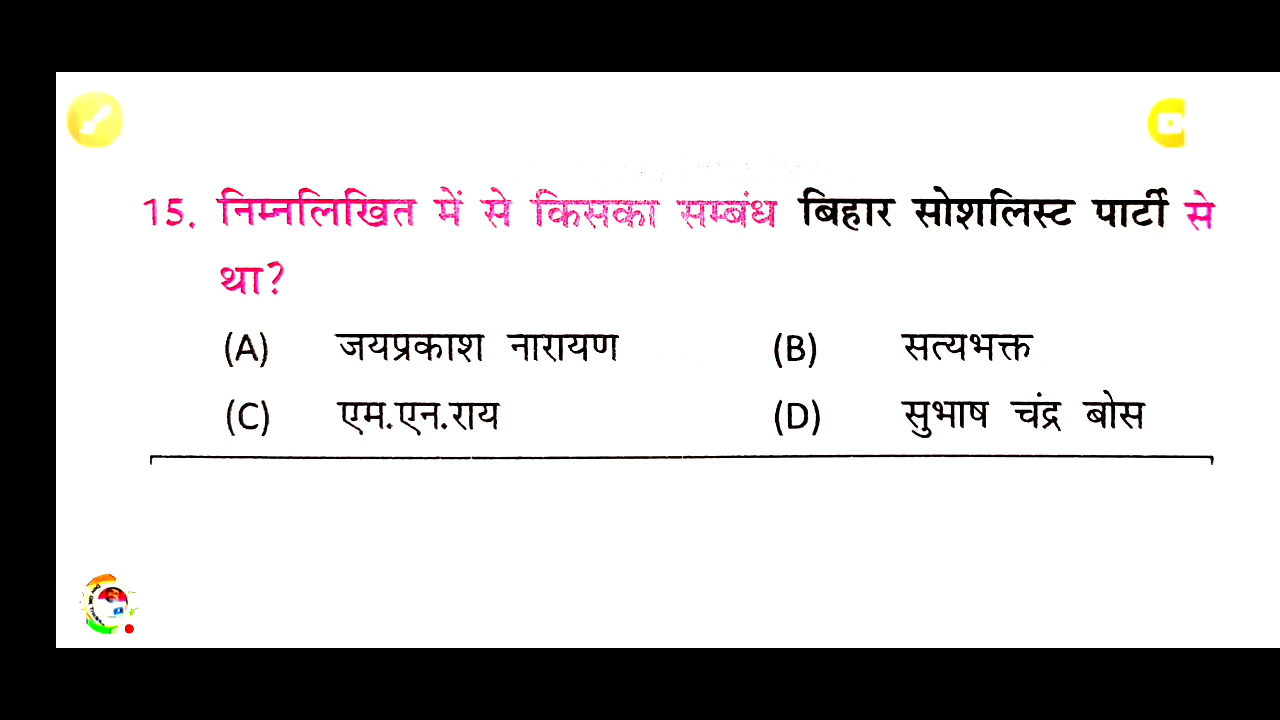 15. निम्नलिखित में से किसका सम्बंध बिहार सोशलिस्ट पार्टी से
था?
(A) जयप्रकाश नारायण (B) सत्यभक्त
(C) एम.एन.राय (D) सुभाष चंद्र बोस